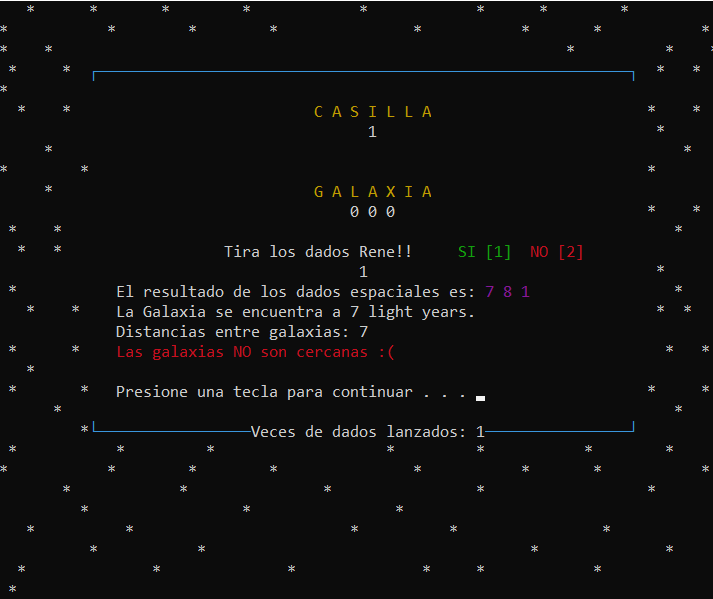 C A S I L L A
1
G A L A X I A
0 0 0
Tira los dados Rene!! SI [1] NO [2]
1
El resultado de los dados espaciales es: 7 8 1
La Galaxia se encuentra a 7 light years.
Distancias entre galaxias: 7
Las galaxias NO son cercanas :(
Presione una tecla para continuar . . .
Veces de dados lanzados: 1